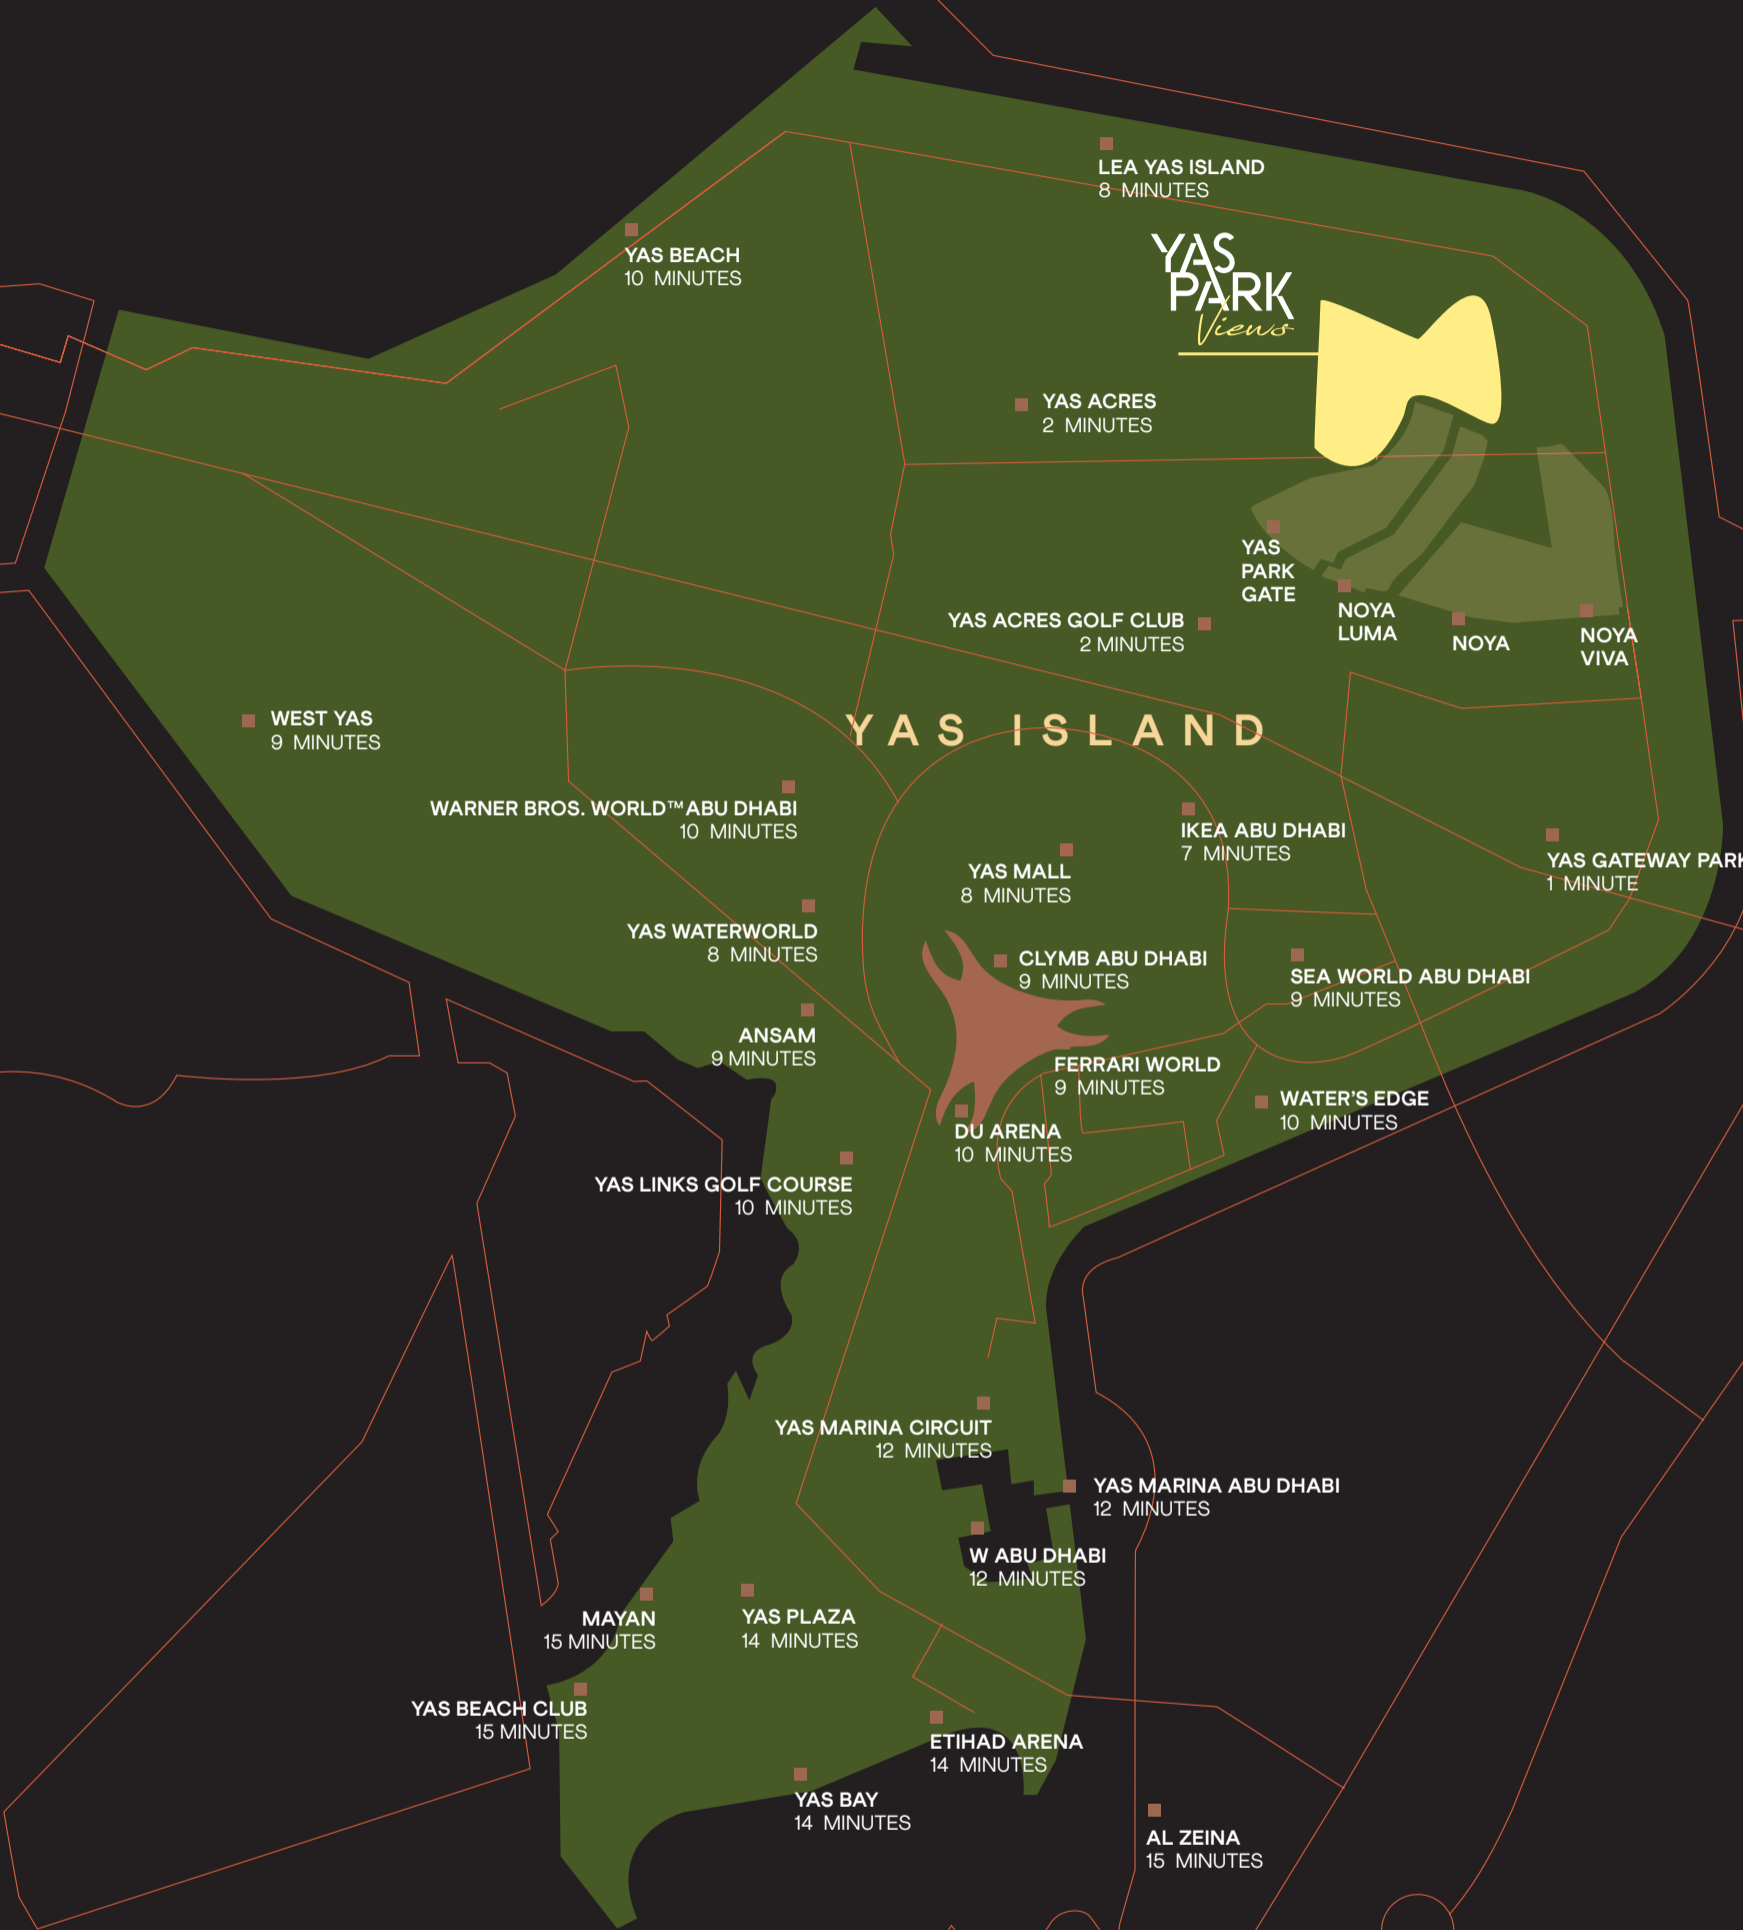 LEA YAS ISLAND
8 MINUTES
YAS BEACH
10 MINUTES
YAS
PARK
Views
YAS ACRES
2 MINUTES
YAS
PARK
GATE
NOYA
LUMA
NOYA
NOYA
VIVA
YAS ACRES GOLF CLUB
2 MINUTES
WEST YAS
9 MINUTES
YAS ISLAND
WARNER BROS. WORLD™ ABU DHABI
10 MINUTES
IKEA ABU DHABI
7 MINUTES
YAS GATEWAY PARK
1 MINUTE
YAS MALL
8 MINUTES
YAS WATERWORLD
8 MINUTES
CLYMB ABU DHABI
9 MINUTES
SEA WORLD ABU DHABI
9 MINUTES
ANSAM
9 MINUTES
FERRARI WORLD
9 MINUTES
WATER'S EDGE
10 MINUTES
DU ARENA
10 MINUTES
YAS LINKS GOLF COURSE
10 MINUTES
YAS MARINA CIRCUIT
12 MINUTES
YAS MARINA ABU DHABI
12 MINUTES
W ABU DHABI
12 MINUTES
MAYAN
15 MINUTES
YAS PLAZA
14 MINUTES
YAS BEACH CLUB
15 MINUTES
ETIHAD ARENA
14 MINUTES
YAS BAY
14 MINUTES
AL ZEINA
15 MINUTES